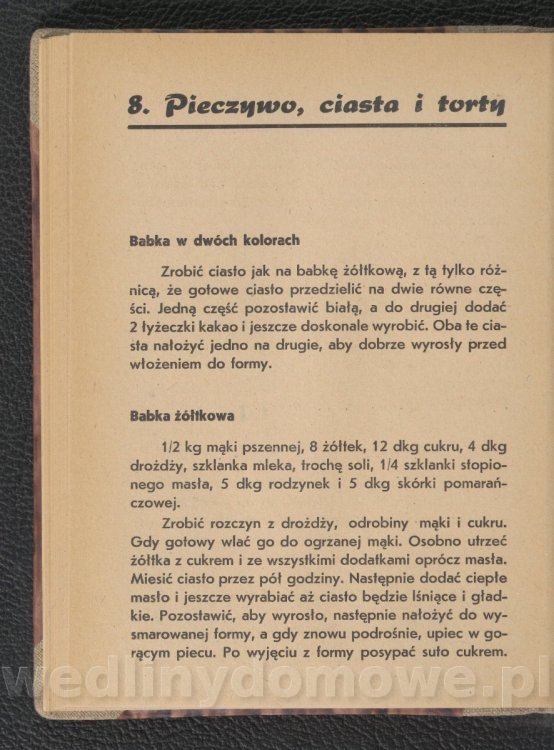 8. Pieczywo, ciasta i torty
Babka w dwóch kolorach
Zrobić ciasto jak na babkę żółtkową, z tą tylko róż-
nicą, że gotowe ciasto przedzielić na dwie równe czę-
ści. Jedną część pozostawić białą, a do drugiej dodać
2 łyżeczki kakao i jeszcze doskonale wyrobić. Oba te cia-
sta nałożyć jedno na drugie, aby dobrze wyrosły przed
włożeniem do formy.
Babka żółtkowa
1/2 kg mąki pszennej, 8 żółtek, 12 dkg cukru, 4 dkg
drożdży, szklanka mleka, trochę soli, 1/4 szklanki stopio-
nego masła, 5 dkg rodzynek i 5 dkg skórki pomarań-
czowej.
Zrobić rozczyn z drożdży, odrobiny mąki i cukru.
Gdy gotowy wlać go do ogrzanej mąki. Osobno utrzeć
żółtka z cukrem i ze wszystkimi dodatkami oprócz masła.
Miesić ciasto przez pół godziny. Następnie dodać ciepłe
masło i jeszcze wyrabiać aż ciasto będzie lśniące i gład-
kie. Pozostawić, aby wyrosło, następnie nałożyć do wy-
smarowanej formy, a gdy znowu podrośnie, upiec w go-
rącym piecu. Po wyjęciu z formy posypać suto cukrem.
wedlinydomowe.pl